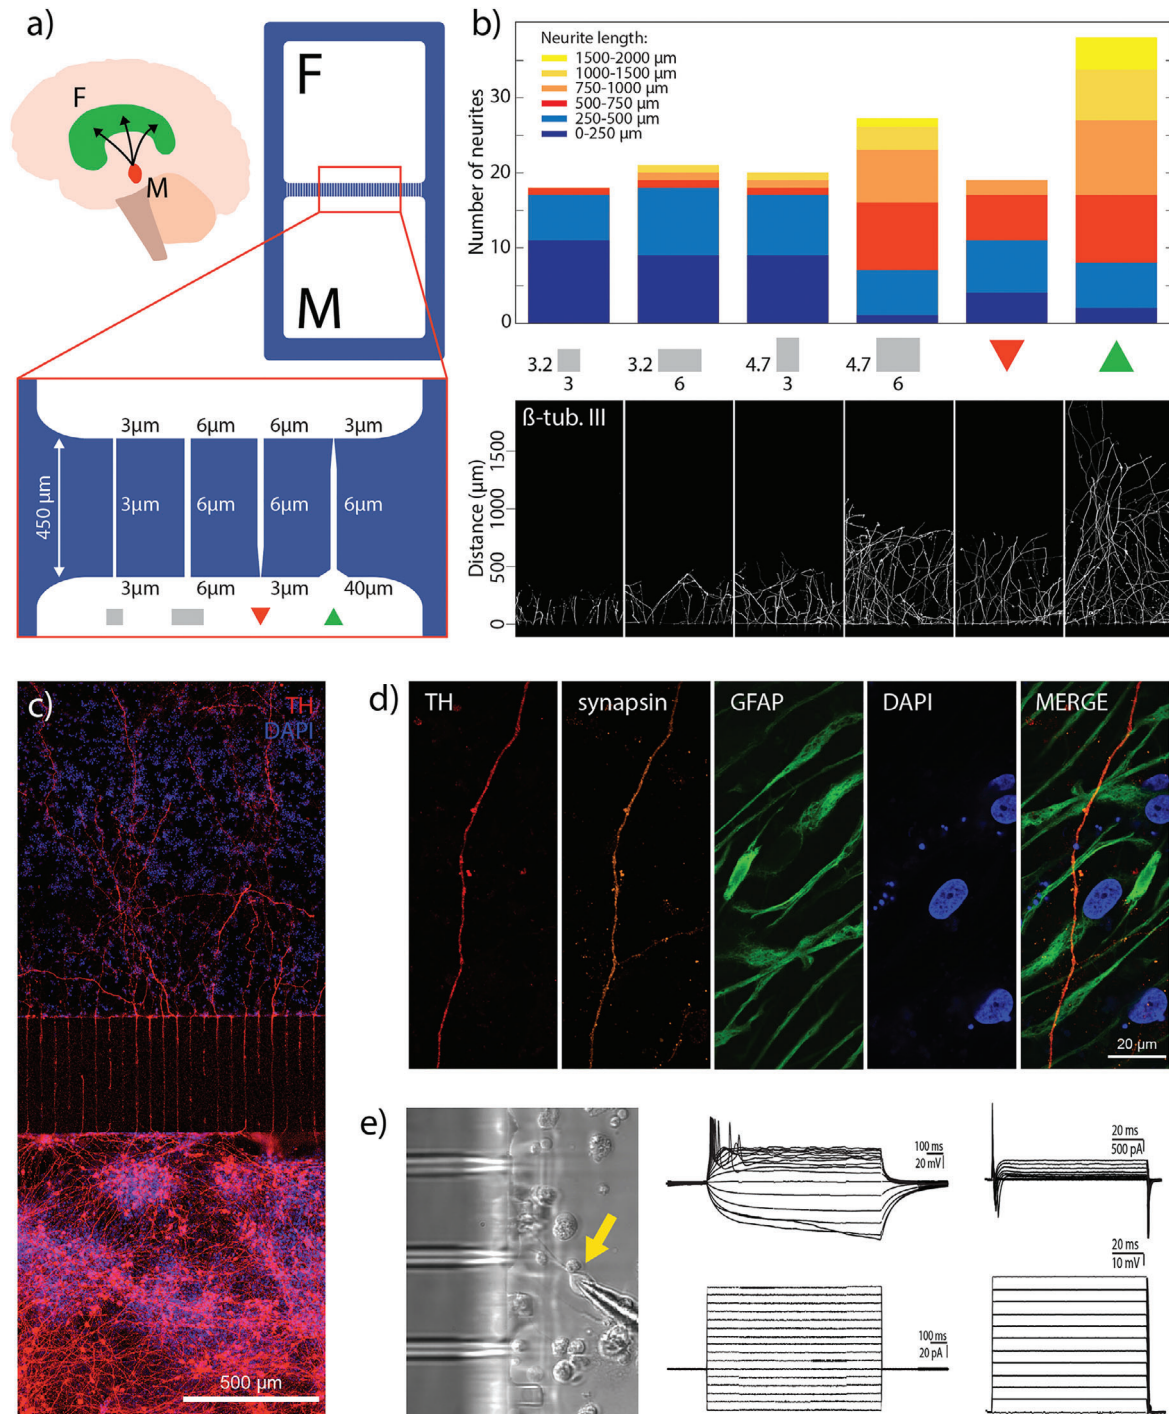 a)
F
M
F
M
3μm 6μm 6μm 3μm
450 μm
3μm 6μm 6μm 6μm
3μm 6μm 3μm 40μm
b)
Neurite length:
1500-2000 μm
1000-1500 μm
750-1000 μm
500-750 μm
250-500 μm
0-250 μm
Number of neurites
30
20
10
0
3.2 3.2 4.7 4.7
3 6 3 6
ß-tub. III
Distance (μm)
1500
1000
500
0
c)
TH
DAPI
500 μm
d)
TH synapsin GFAP DAPI MERGE
20 μm
e)
100 ms
20 mV
20 ms
500 pA
100 ms
20 pA
20 ms
10 mV